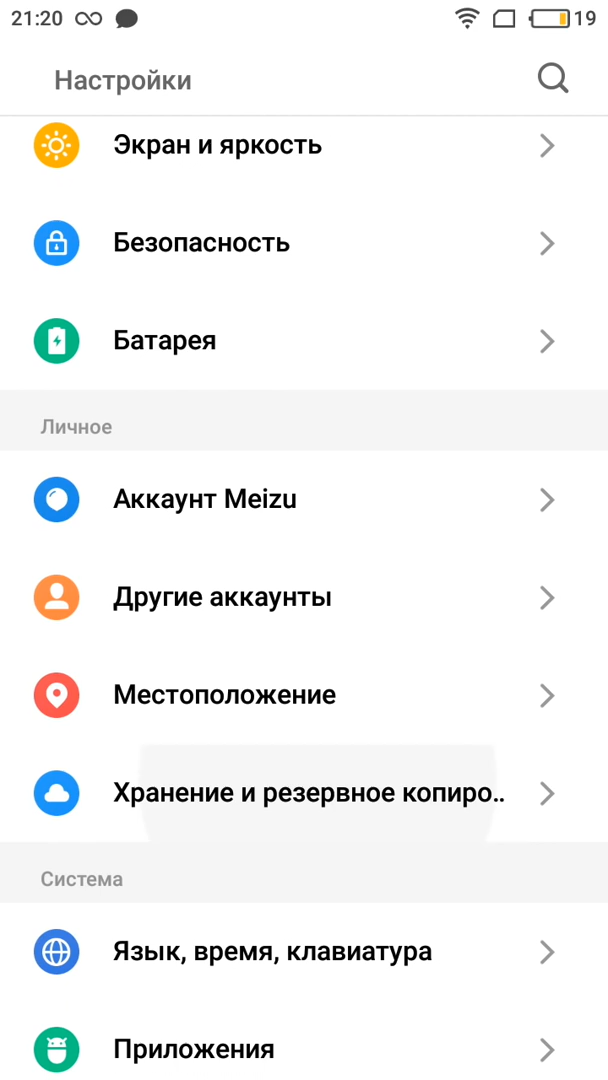 21:20 19
Настройки
Экран и яркость
Безопасность
Батарея
Личное
Аккаунт Meizu
Другие аккаунты
Местоположение
Хранение и резервное копиро..
Система
Язык, время, клавиатура
Приложения